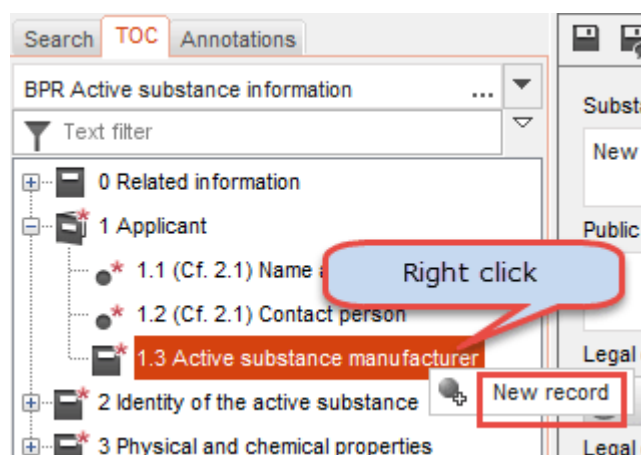 Search TOC Annotations
BPR Active substance information ...
Text filter
New
0 Related information
1 Applicant
Public
1.1 (Cf. 2.1) Name
Right click
1.2 (Cf. 2.1) Contact person
1.3 Active substance manufacturer
Legal
New record
2 Identity of the active substance
3 Physical and chemical properties
Legal